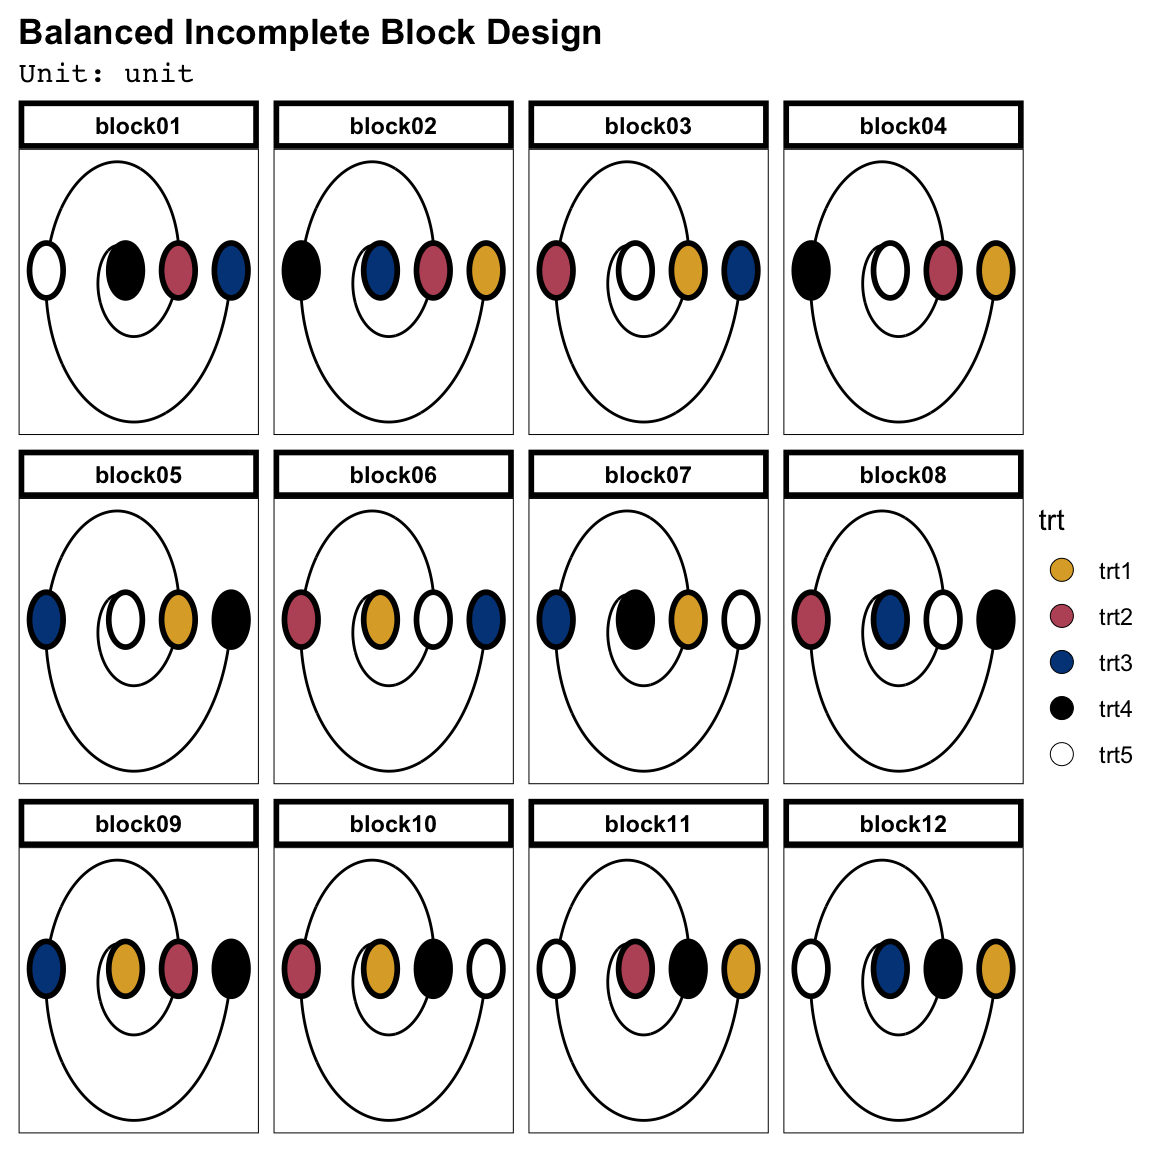 Balanced Incomplete Block Design
Unit: unit
block01
block02
block03
block04
block05
block06
block07
block08
trt
trt1
trt2
trt3
trt4
trt5
block09
block10
block11
block12